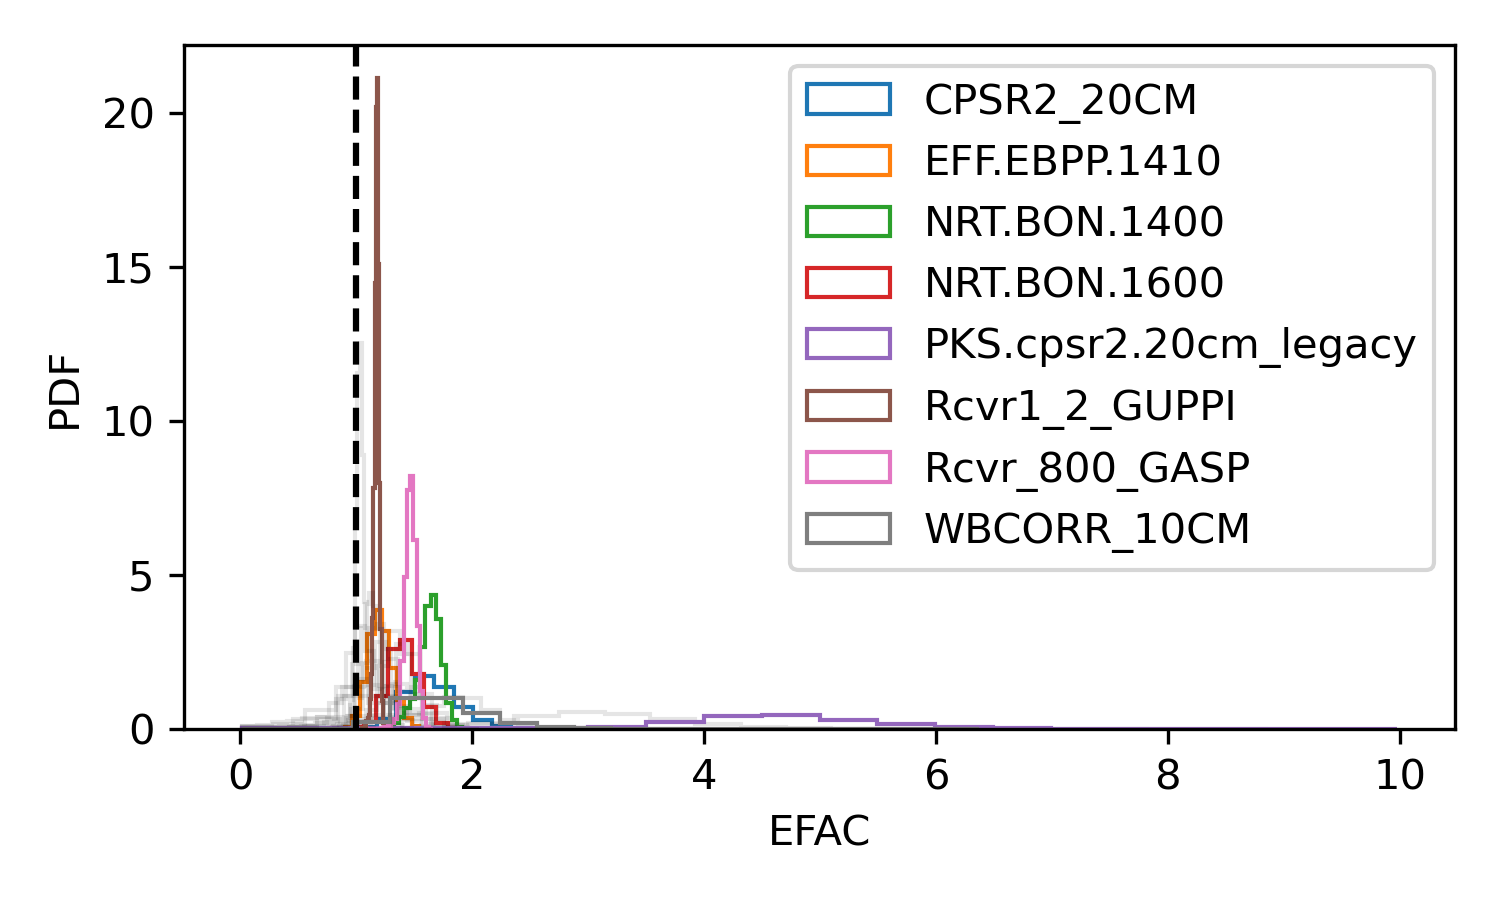 20
15
10
5
0
PDF
0 2 4 6 8 10
EFAC
CPSR2_20CM
EFF.EBPP.1410
NRT.BON.1400
NRT.BON.1600
PKS.cpsr2.20cm_legacy
Rcvr1_2_GUPPI
Rcvr_800_GASP
WBCORR_10CM